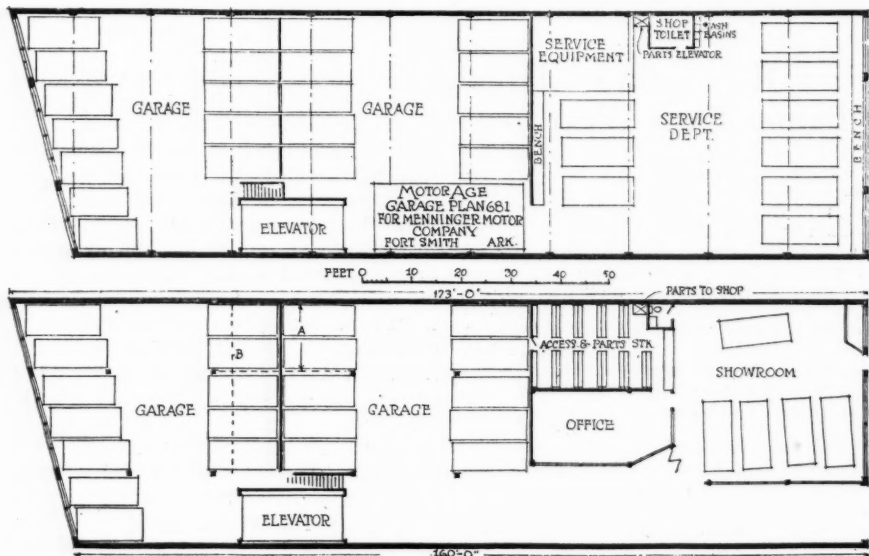 SERVICE
EQUIPMENT
SHOP
TOILET
BASINS
PARTS ELEVATOR
GARAGE
GARAGE
SERVICE
DEPT.
BENCH
BENCH
MOTOR AGE
GARAGE PLAN 681
FOR MENNINGER MOTOR
COMPANY
FORT SMITH ARK.
ELEVATOR
FEET 0 10 20 30 40 50
173'-0"
PARTS TO SHOP
A
B
ACCESS & PARTS STK
SHOWROOM
GARAGE
GARAGE
OFFICE
ELEVATOR
160'-0"